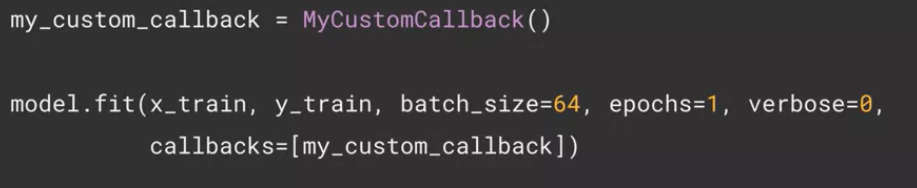 my_custom_callback = MyCustomCallback()
model.fit(x_train, y_train, batch_size=64, epochs=1, verbose=0,
callbacks=[my_custom_callback])